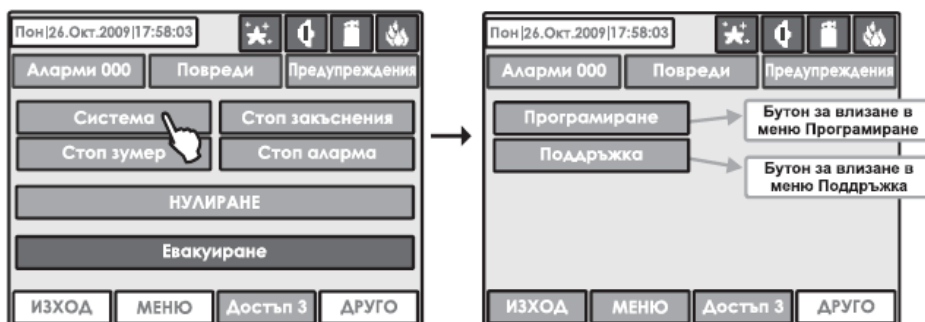 Пон|26.Окт.2009|17:58:03
Аларми 000 Повреди Предупреждения
Система Стоп закъснения
Стоп зумер Стоп аларма
НУЛИРАНЕ
Евакуиране
ИЗХОД МЕНЮ Достъп 3 ДРУГО
Пон|26.Окт.2009|17:58:03
Аларми 000 Повреди Предупреждения
Програмиране
Поддръжка
Бутон за влизане в
меню Програмиране
Бутон за влизане в
меню Поддръжка
ИЗХОД МЕНЮ Достъп 3 ДРУГО